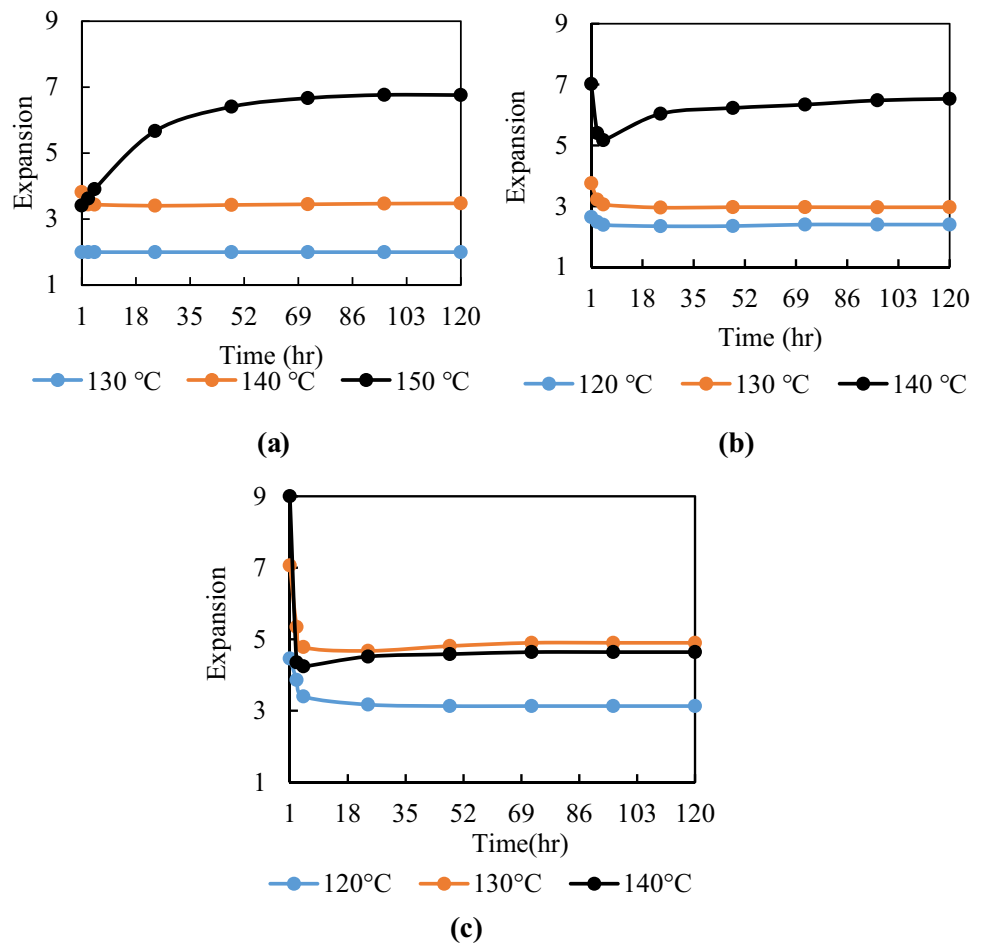 9
7
5
3
1
Expansion
1 18 35 52 69 86 103 120
Time (hr)
130 °C 140 °C 150 °C
(a)
9
7
5
3
1
Expansion
1 18 35 52 69 86 103 120
Time (hr)
120 °C 130 °C 140 °C
(b)
9
7
5
3
1
Expansion
1 18 35 52 69 86 103 120
Time(hr)
120°C 130°C 140°C
(c)